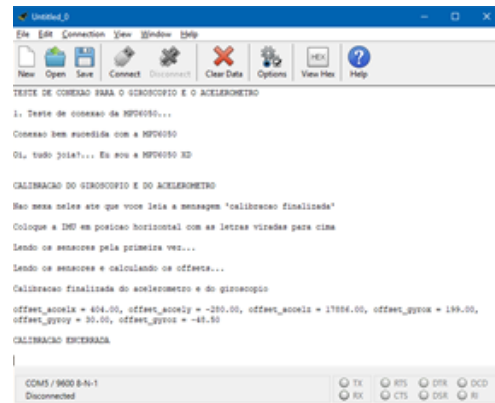 Untitled_0
File Edit Connection View Window Help
HEX
New Open Save Connect Disconnect Clear Data Options View Hex Help
TESTE DE CONEXAO PARA O GIROSCOPIO E O ACELEROMETRO
1. Teste de conexao da MPU6050...
Conexao bem sucedida com a MPU6050
Oi, tudo joia?... Eu sou a MPU6050 XD
CALIBRACAO DO GIROSCOPIO E DO ACELEROMETRO
Nao mexa neles ate que voce leia a mensagem 'calibracao finalizada'
Coloque a IMU em posicao horizontal com as letras viradas para cima
Lendo os sensores pela primeira vez...
Lendo os sensores e calculando os offsets...
Calibracao finalizada do acelerometro e do giroscopio
offset_accelx = 604.00, offset_accely = -280.00, offset_accelz = 17886.00, offset_gyrox = 199.00,
offset_gyroy = 30.00, offset_gyroz = -48.50
CALIBRACAO ENCERRADA
COM5 / 9600 8-N-1
Disconnected
TX RTS DTR DCD
RX CTS DSR RI